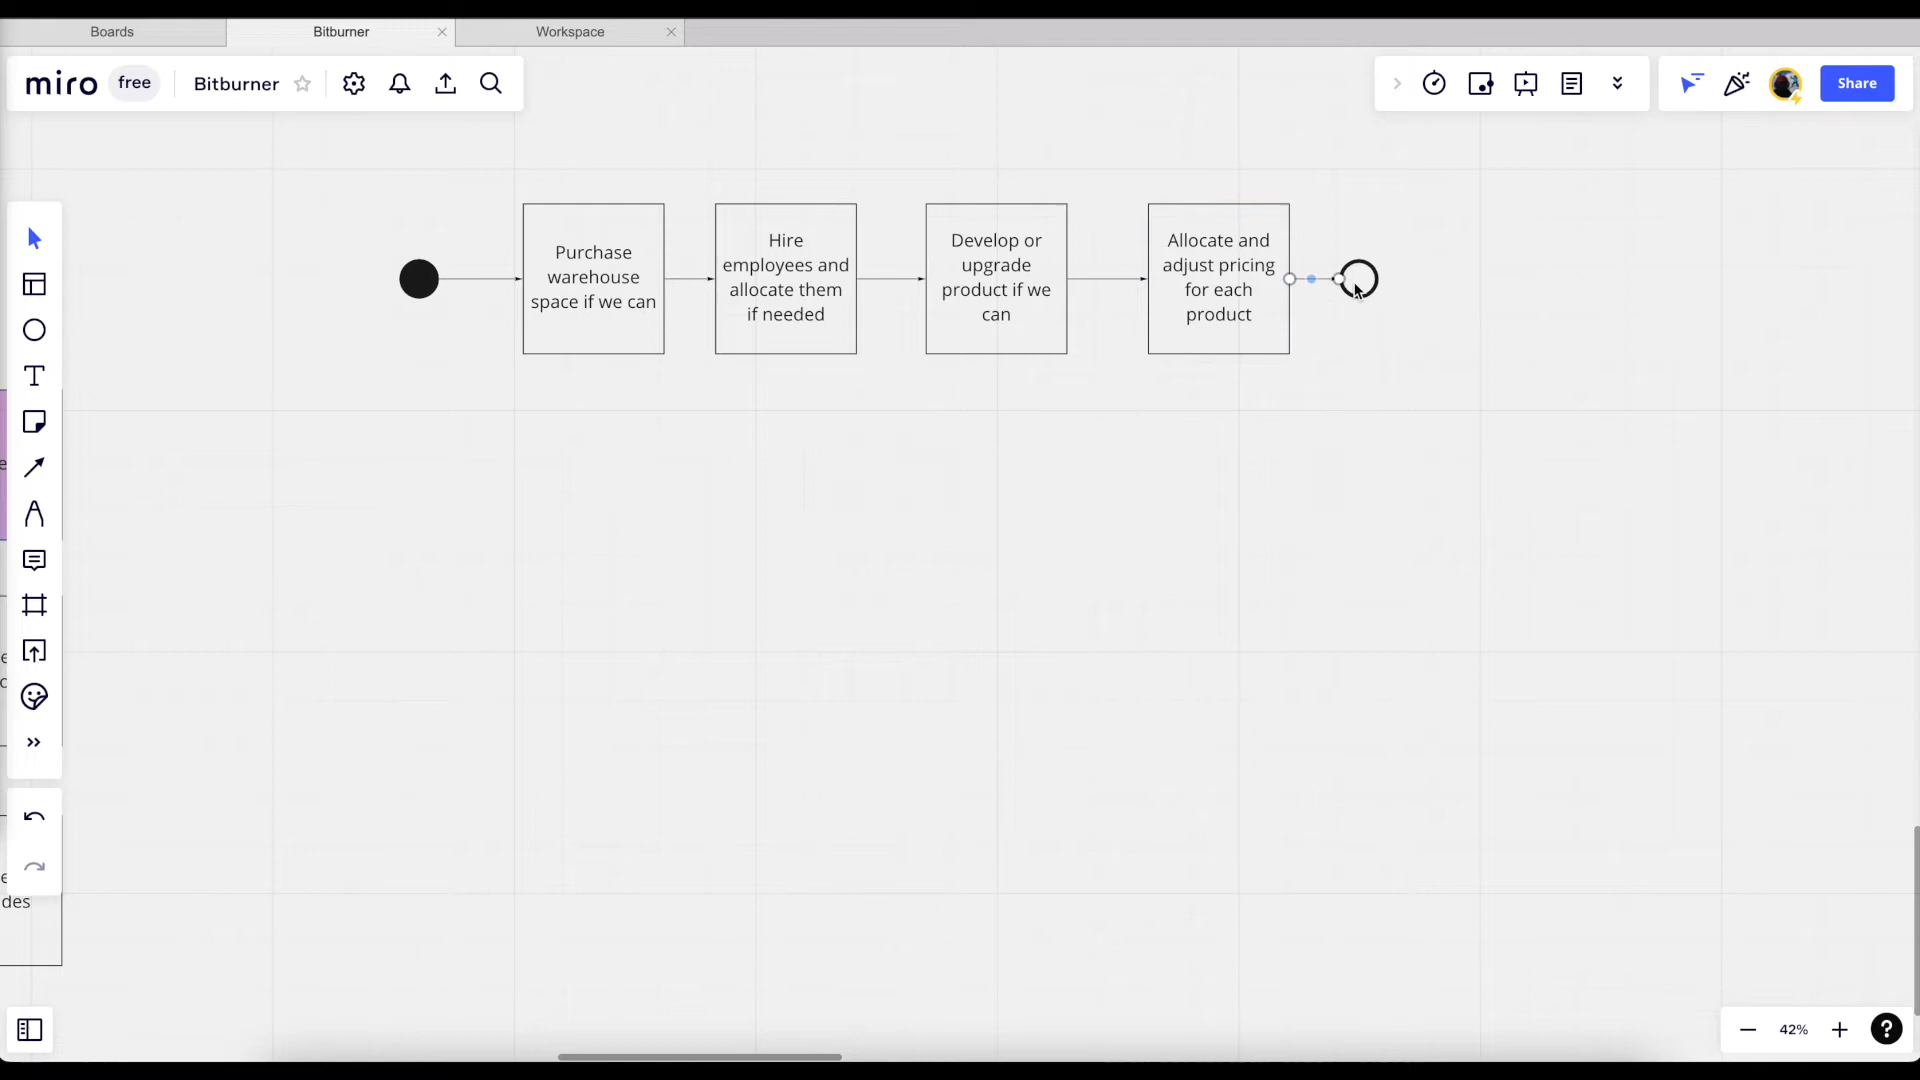 Boards
Bitburner
Workspace
miro
free
Bitburner
Share
Purchase
warehouse
space if we can
Hire
employees and
allocate them
if needed
Develop or
upgrade
product if we
can
Allocate and
adjust pricing
for each
product
e
e
c
e
des
42%
?